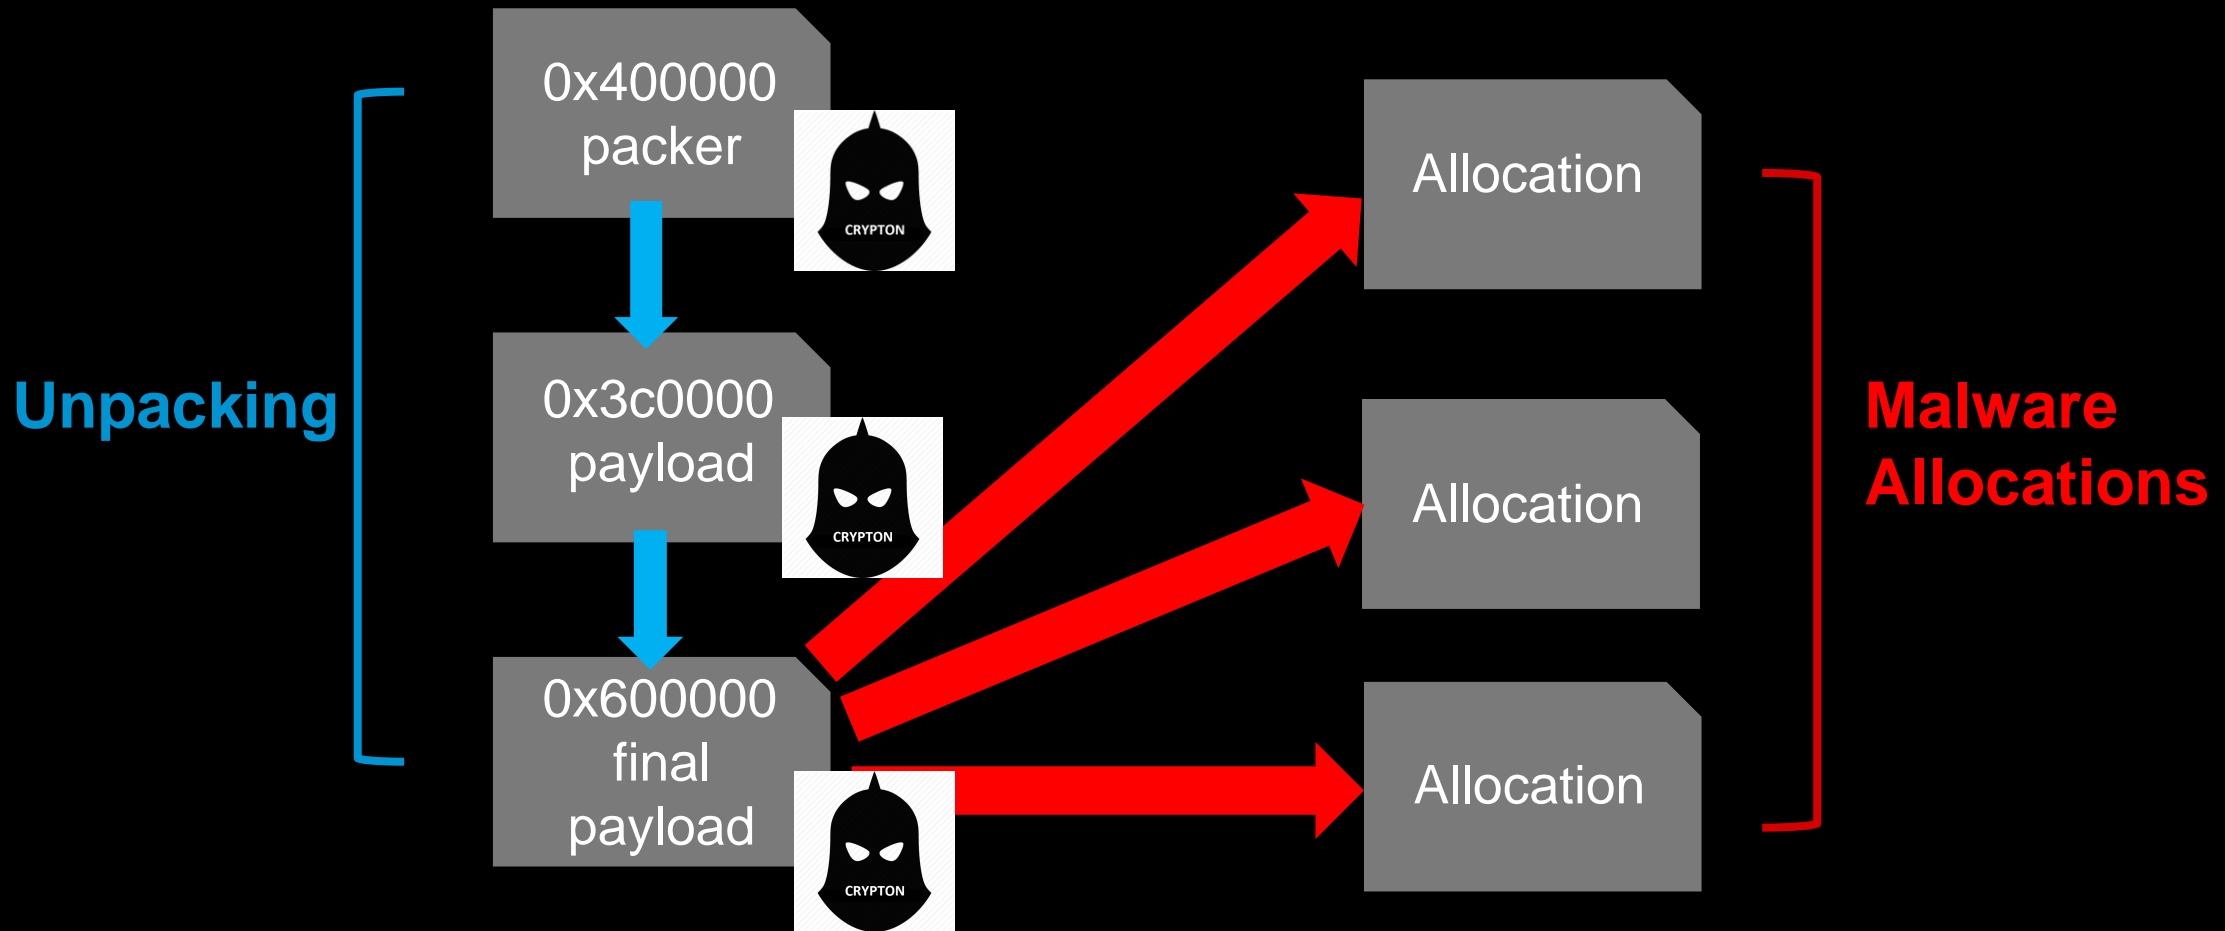 0x400000
packer
CRYPTON
Unpacking
0x3c0000
payload
CRYPTON
0x600000
final
payload
CRYPTON
Allocation
Allocation
Allocation
Malware
Allocations